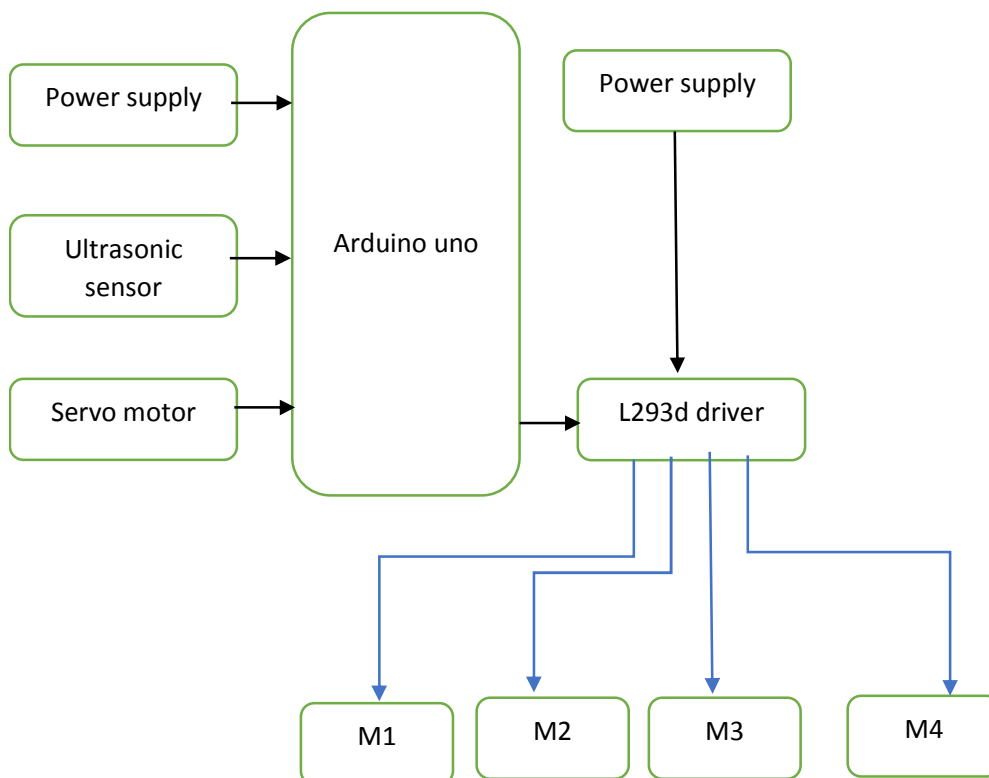 Power supply
Power supply
Ultrasonic
sensor
Arduino uno
Servo motor
L293d driver
M1
M2
M3
M4